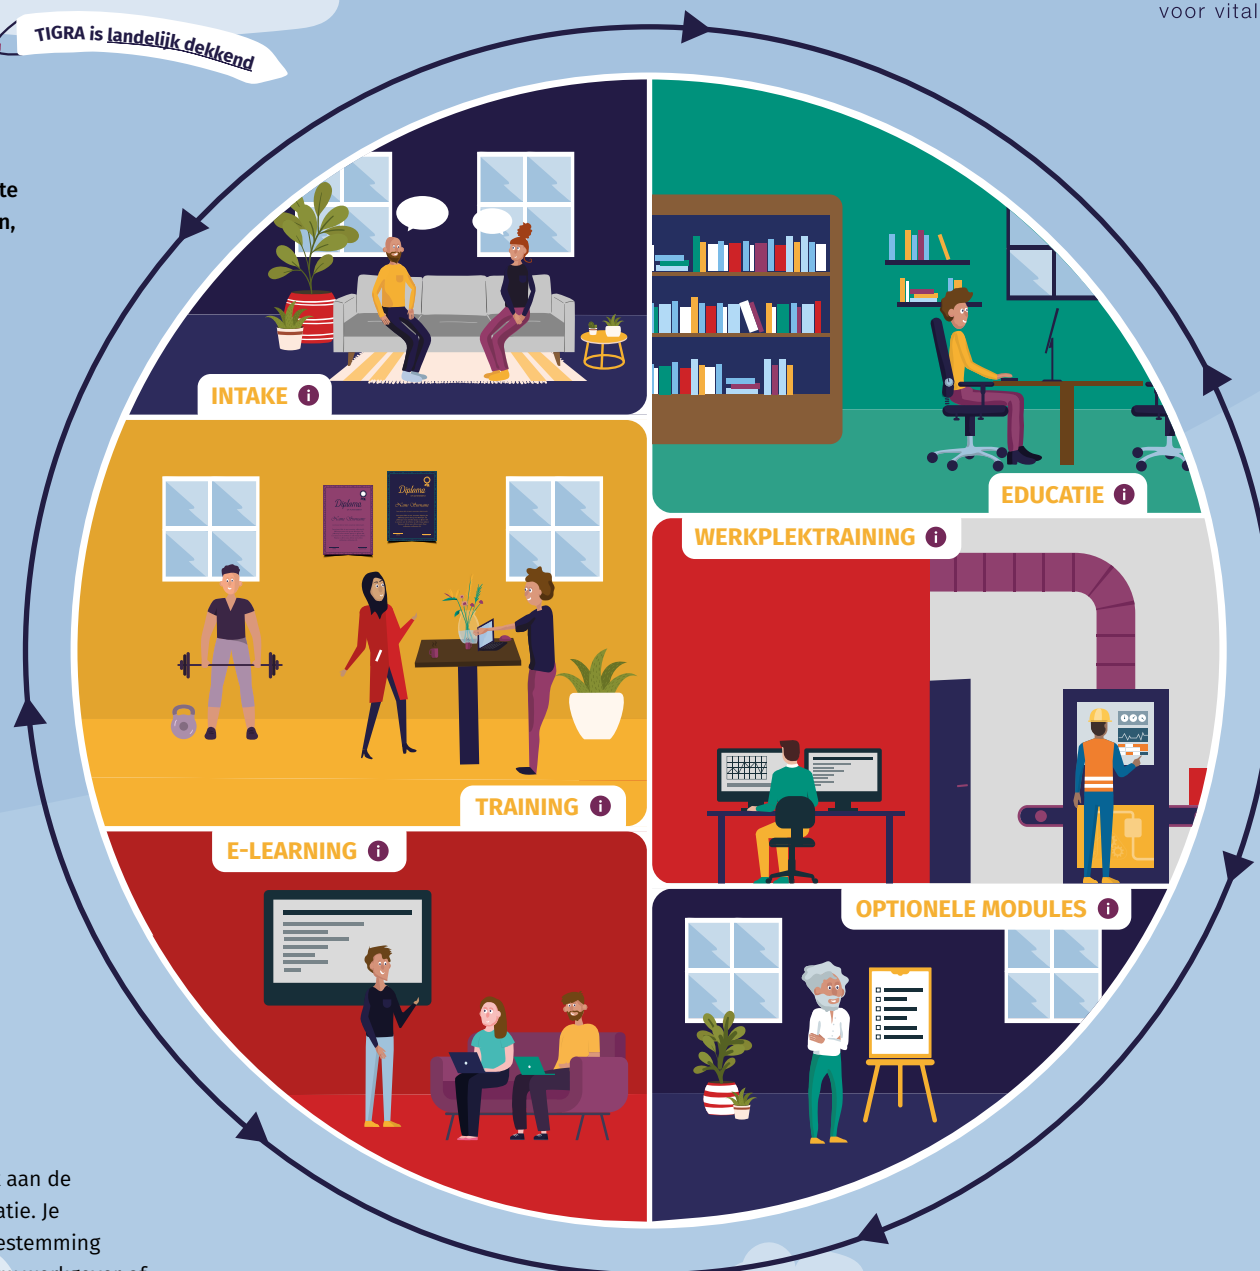 voor vital
TIGRA is landelijk dekkend
te
n,
INTAKE i
EDUCATIE i
WERKPLEKTRAINING i
Diploma
Diploma
TRAINING i
E-LEARNING i
OPTIONELE MODULES i
aan de
atie. Je
estemming